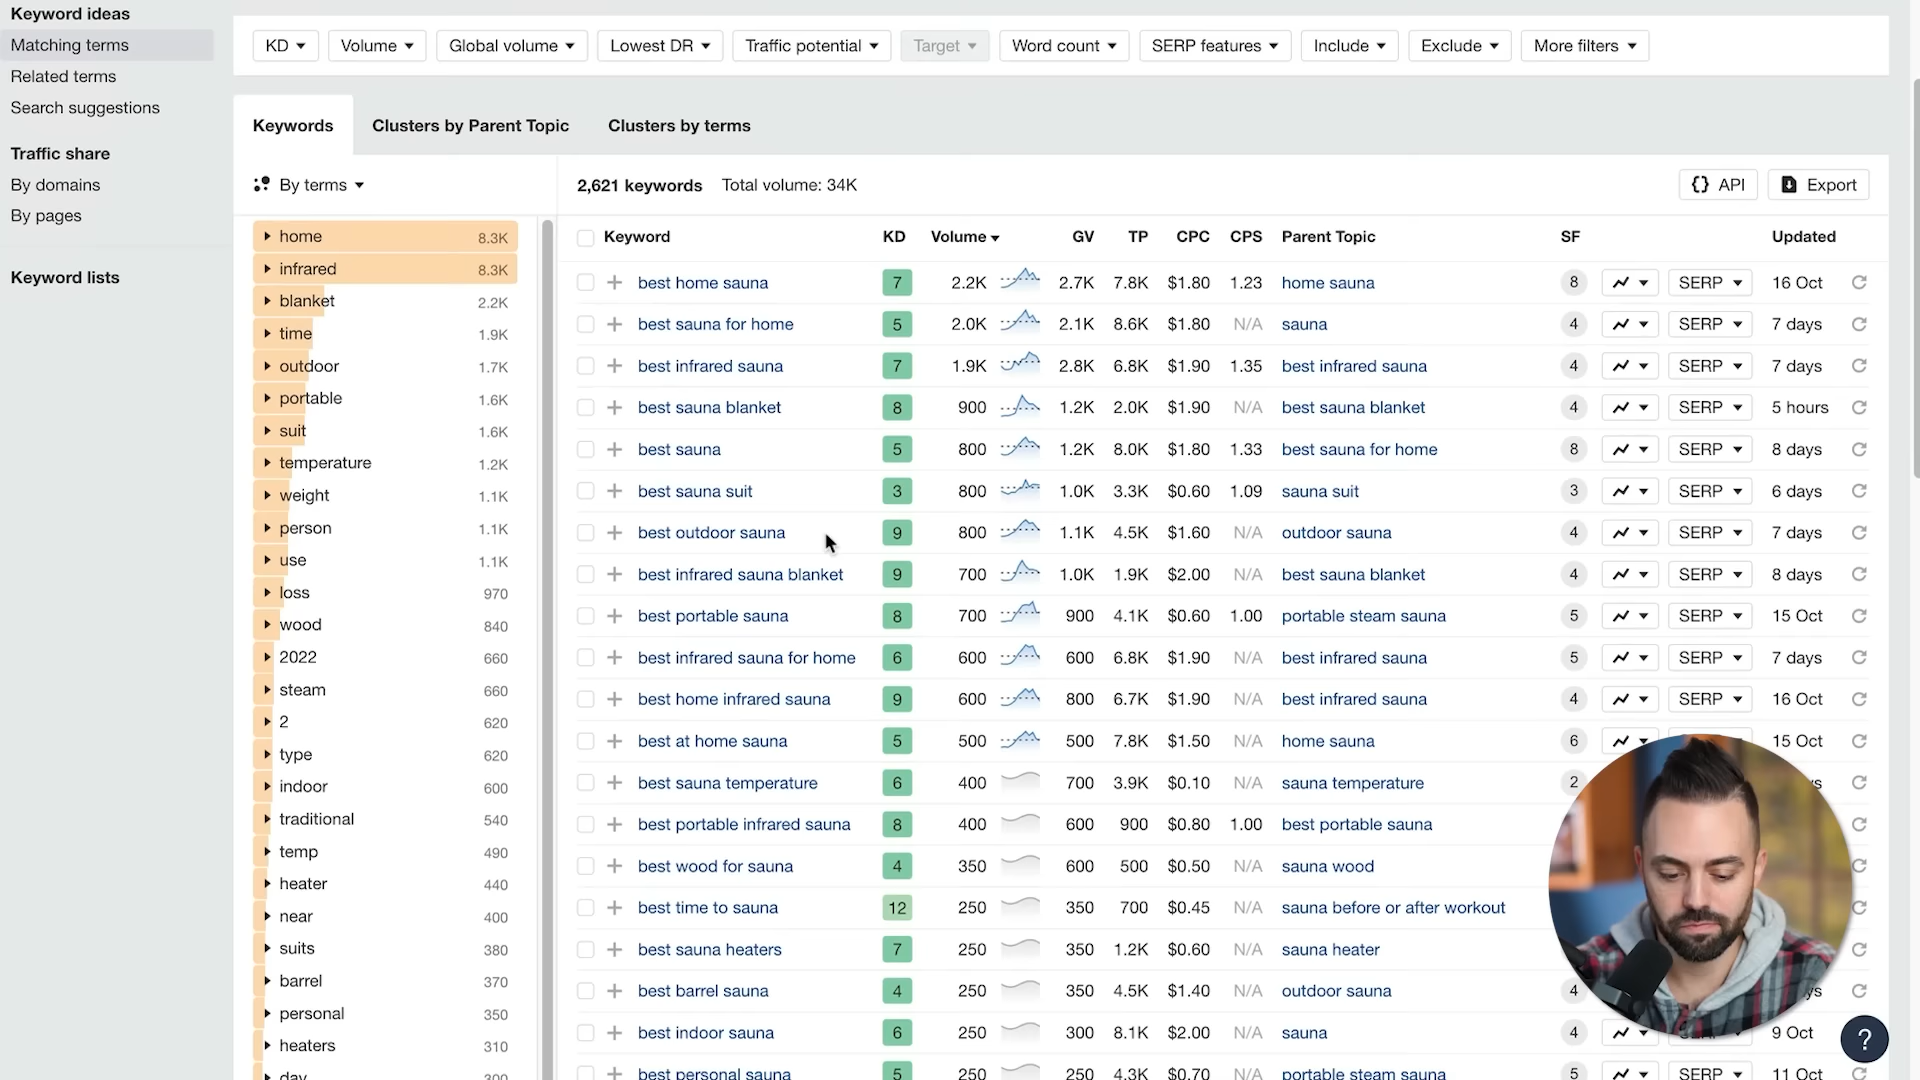 Keyword ideas
Matching terms
Related terms
Search suggestions
Traffic share
By domains
By pages
Keyword lists
KD Volume Global volume Lowest DR Traffic potential Target Word count SERP features Include Exclude More filters
Keywords Clusters by Parent Topic Clusters by terms
By terms
home 8.3K
infrared 8.3K
blanket 2.2K
time 1.9K
outdoor 1.7K
portable 1.6K
suit 1.6K
temperature 1.2K
weight 1.1K
person 1.1K
use 1.1K
loss 970
wood 840
2022 660
steam 660
2 620
type 620
indoor 600
traditional 540
temp 490
heater 440
near 400
suits 380
barrel 370
personal 350
heaters 310
day 300
2,621 keywords Total volume: 34K API Export
Keyword KD Volume GV TP CPC CPS Parent Topic SF Updated
best home sauna 7 2.2K 2.7K 7.8K $1.80 1.23 home sauna 8 SERP 16 Oct
best sauna for home 5 2.0K 2.1K 8.6K $1.80 N/A sauna 4 SERP 7 days
best infrared sauna 7 1.9K 2.8K 6.8K $1.90 1.35 best infrared sauna 4 SERP 7 days
best sauna blanket 8 900 1.2K 2.0K $1.90 N/A best sauna blanket 4 SERP 5 hours
best sauna 5 800 1.2K 8.0K $1.80 1.33 best sauna for home 8 SERP 8 days
best sauna suit 3 800 1.0K 3.3K $0.60 1.09 sauna suit 3 SERP 6 days
best outdoor sauna 9 800 1.1K 4.5K $1.60 N/A outdoor sauna 4 SERP 7 days
best infrared sauna blanket 9 700 1.0K 1.9K $2.00 N/A best sauna blanket 4 SERP 8 days
best portable sauna 8 700 900 4.1K $0.60 1.00 portable steam sauna 5 SERP 15 Oct
best infrared sauna for home 6 600 600 6.8K $1.90 N/A best infrared sauna 5 SERP 7 days
best home infrared sauna 9 600 800 6.7K $1.90 N/A best infrared sauna 4 SERP 16 Oct
best at home sauna 5 500 500 7.8K $1.50 N/A home sauna 6 15 Oct
best sauna temperature 6 400 700 3.9K $0.10 N/A sauna temperature 2
best portable infrared sauna 8 400 600 900 $0.80 1.00 best portable sauna
best wood for sauna 4 350 600 500 $0.50 N/A sauna wood
best time to sauna 12 250 350 700 $0.45 N/A sauna before or after workout
best sauna heaters 7 250 350 1.2K $0.60 N/A sauna heater
best barrel sauna 4 250 350 4.5K $1.40 N/A outdoor sauna 4
best indoor sauna 6 250 300 8.1K $2.00 N/A sauna 4 9 Oct
best personal sauna 5 250 250 4.3K $0.70 N/A portable steam sauna 5 SERP 11 Oct
?